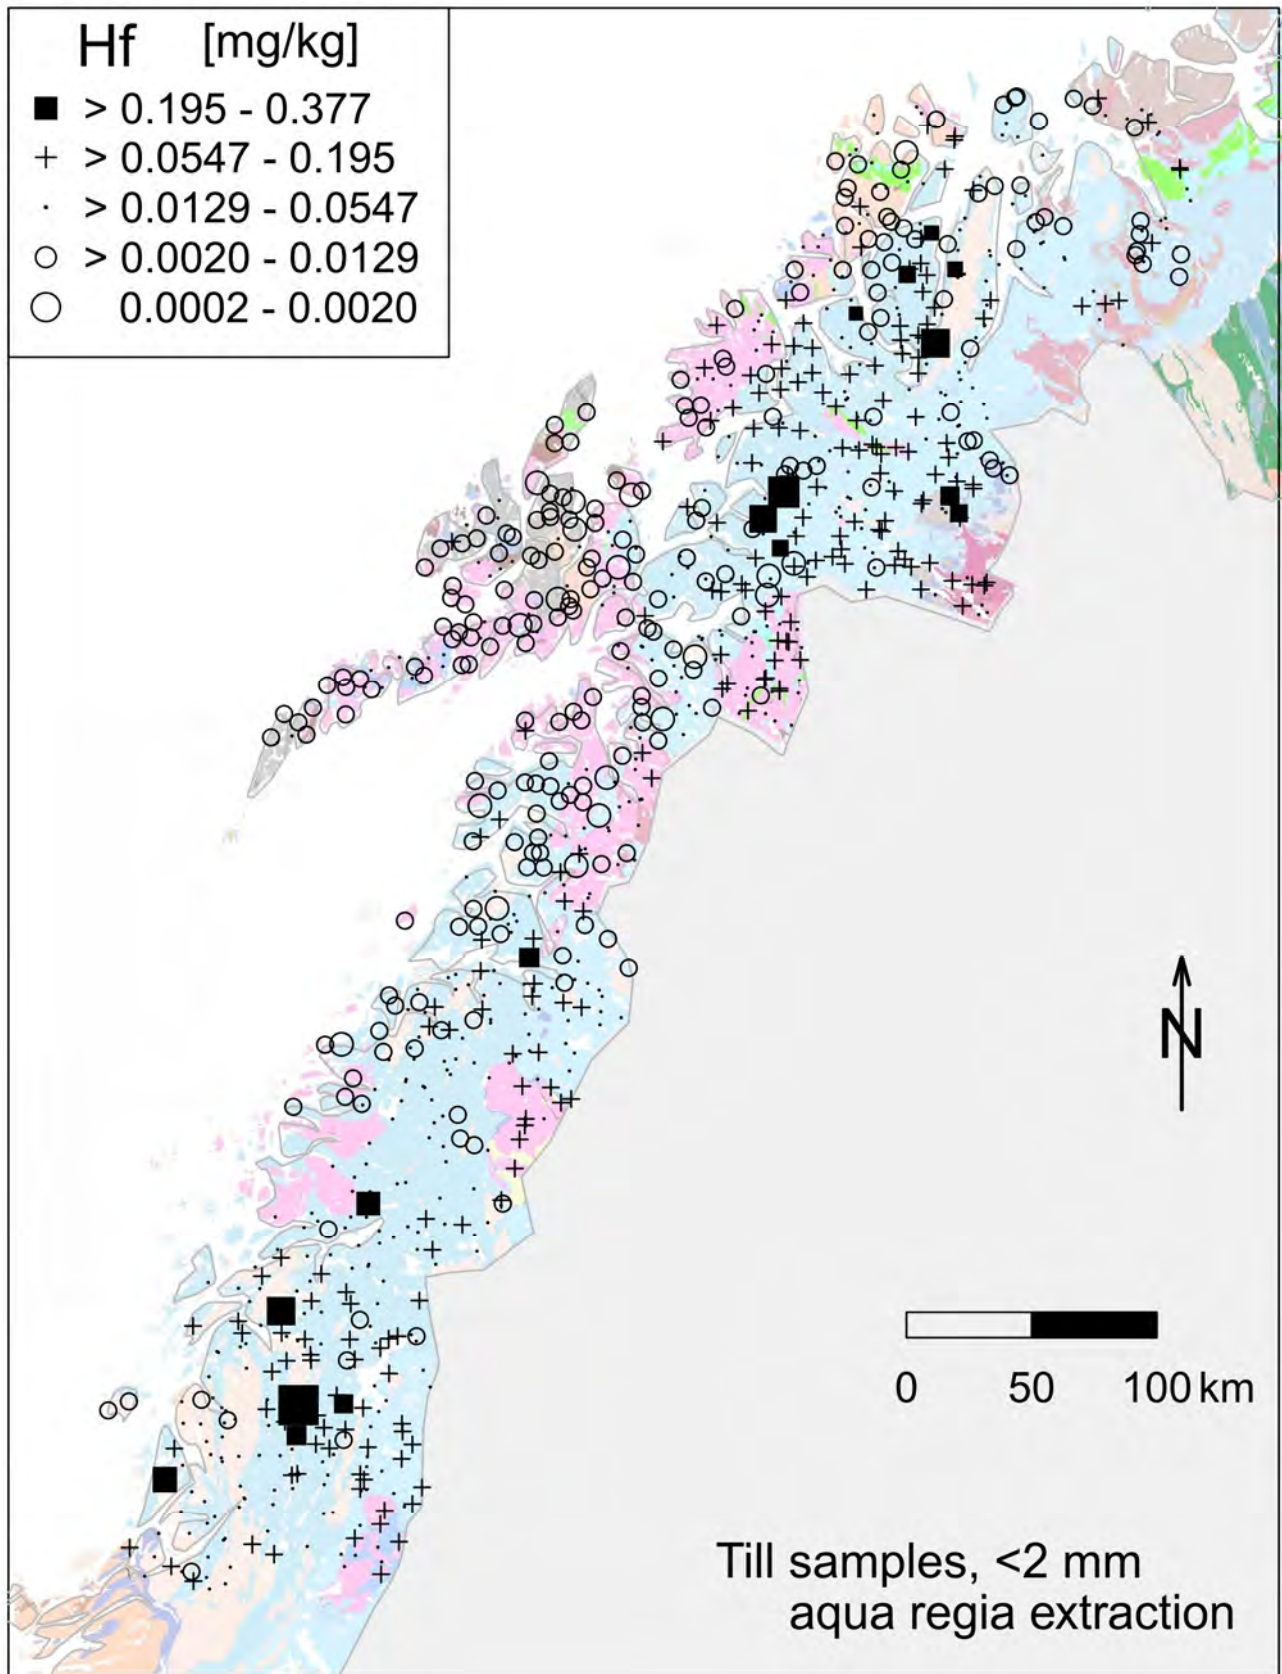 Hf [mg/kg]
> 0.195 - 0.377
> 0.0547 - 0.195
> 0.0129 - 0.0547
> 0.0020 - 0.0129
0.0002 - 0.0020
N
0 50 100 km
Till samples, <2 mm
aqua regia extraction